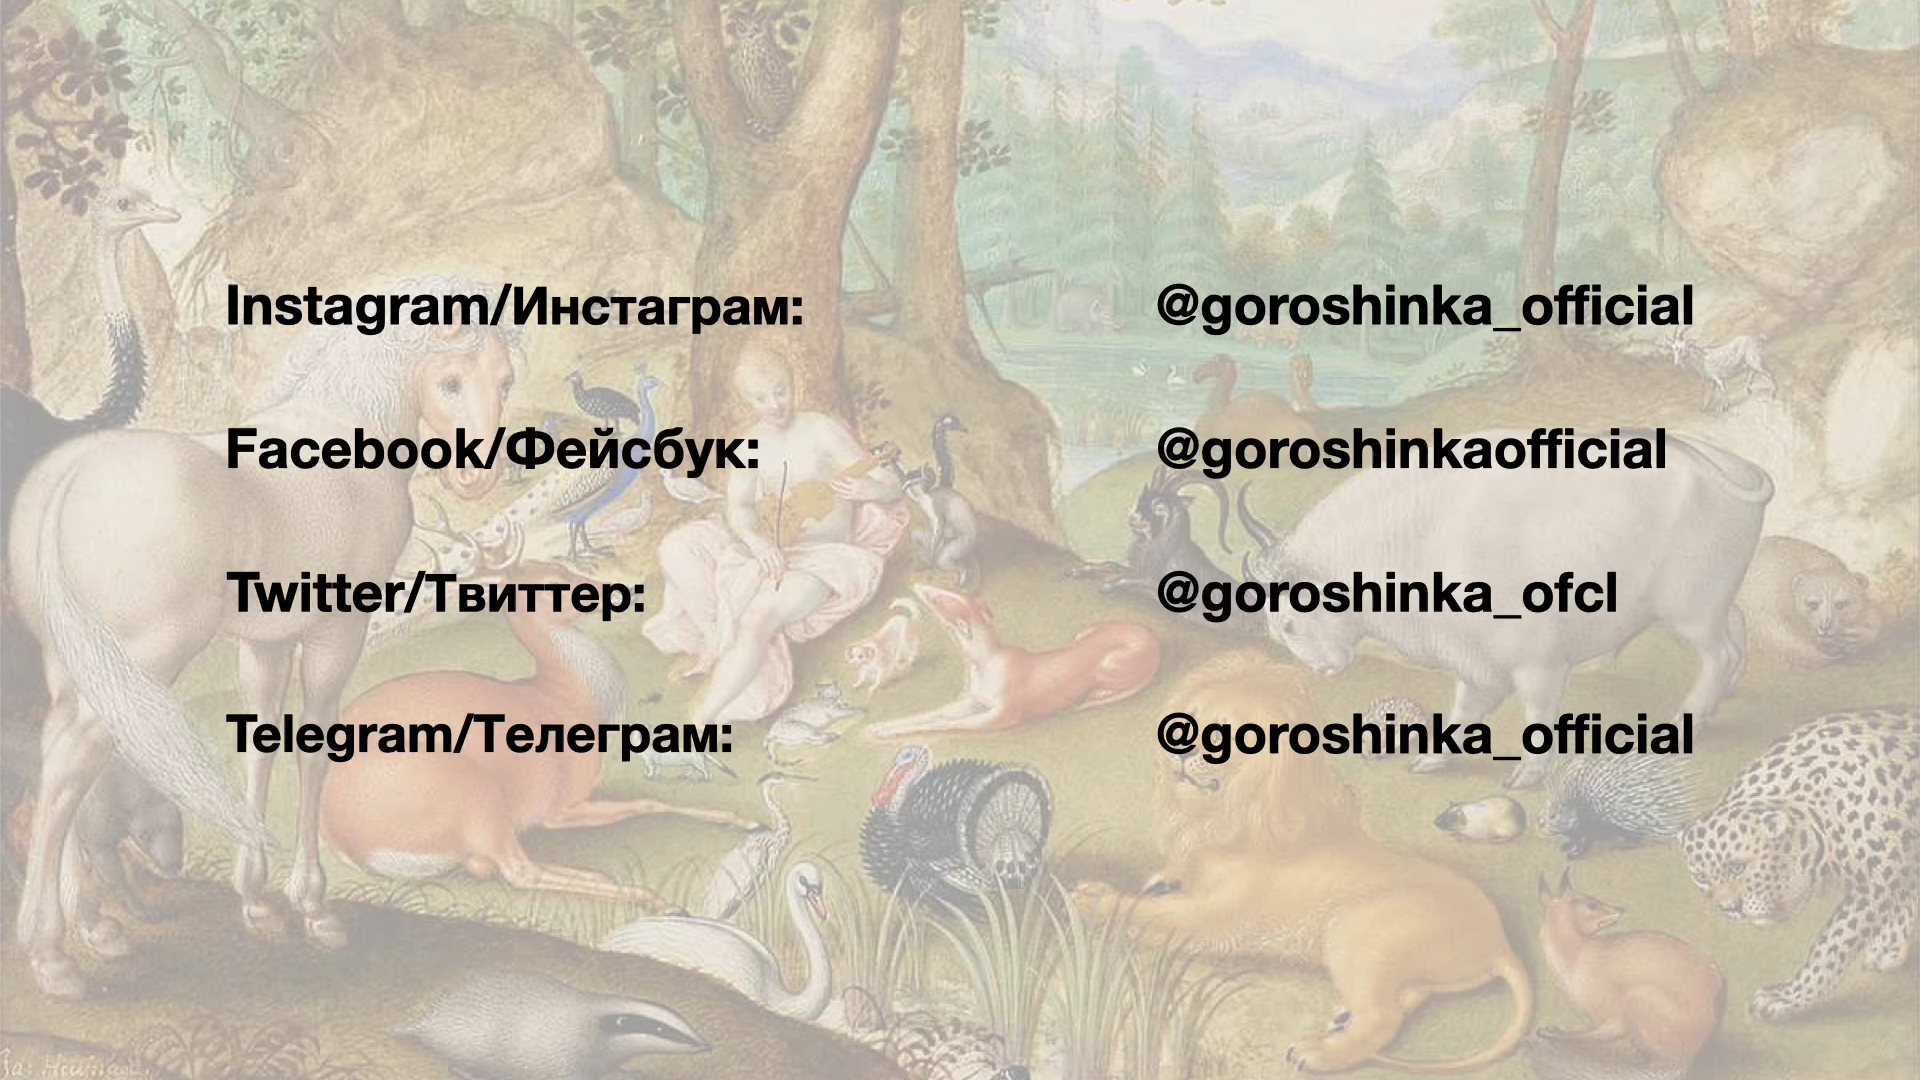 Instagram/Инстаграм: @goroshinka_official
Facebook/Фейсбук: @goroshinkaofficial
Twitter/Твиттер: @goroshinka_ofcl
Telegram/Телеграм: @goroshinka_official